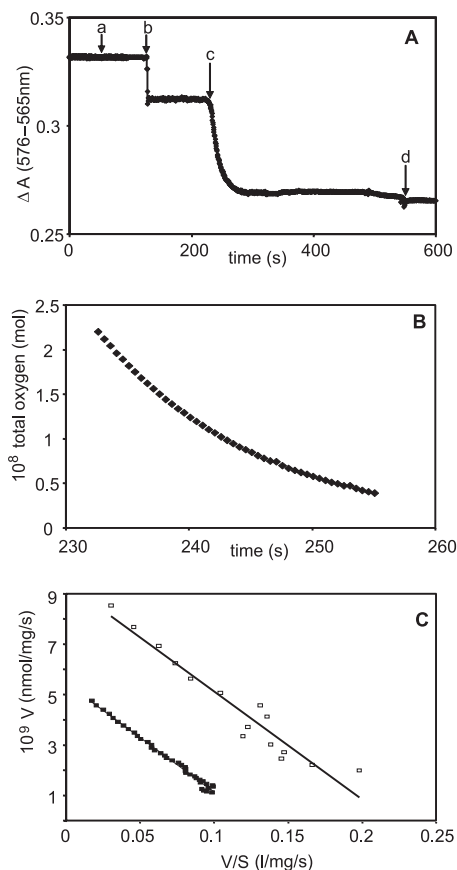 0.35
a
b
A
c
0.3
d
0.25
0
200
400
600
time (s)
Δ A (576–565nm)
2.5
B
2
1.5
1
0.5
0
230
240
250
260
time (s)
10⁸ total oxygen (mol)
9
C
7
5
3
1
0
0.05
0.1
0.15
0.2
0.25
V/S (l/mg/s)
10⁹ V (nmol/mg/s)